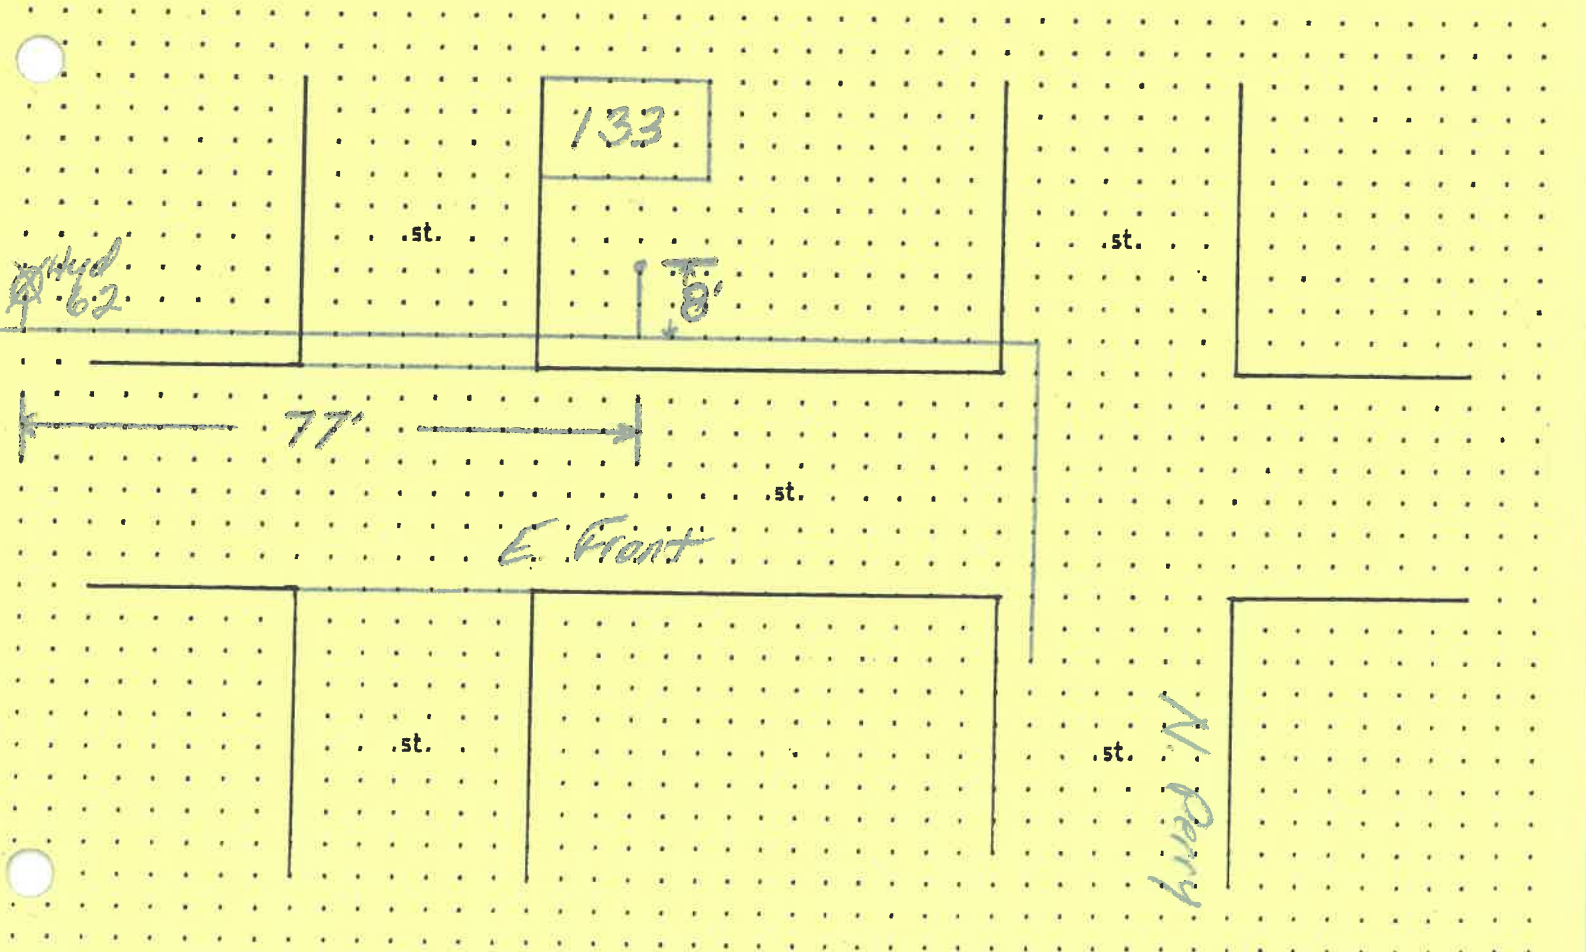 133
st.
st.
Hyd
62
8'
77'
st.
E. Front
st.
st.
N. Perry